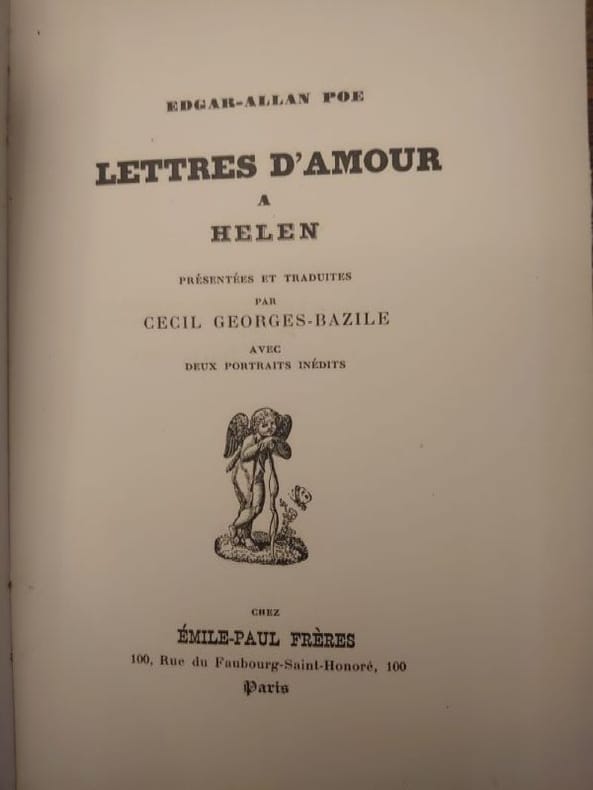 EDGAR-ALLAN POE
LETTRES D'AMOUR
A
HELEN
PRÉSENTÉES ET TRADUITES
PAR
CECIL GEORGES-BAZILE
AVEC
DEUX PORTRAITS INÉDITS
CHEZ
ÉMILE-PAUL FRÈRES
100, Rue du Faubourg-Saint-Honoré, 100
Paris